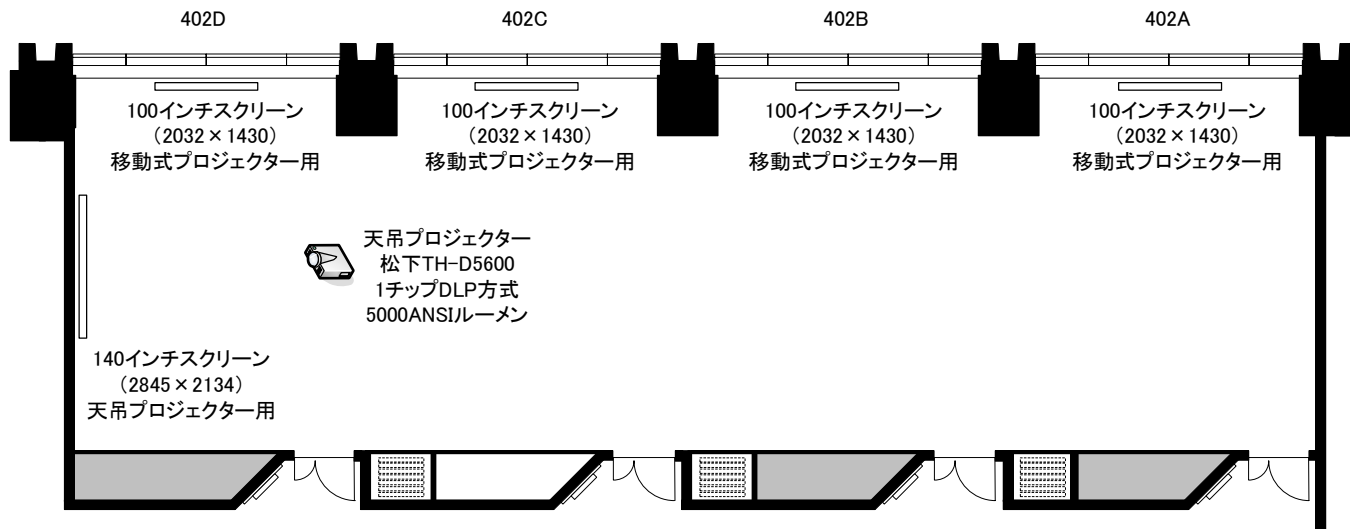 402D
402C
402B
402A
100インチスクリーン
（2032×1430）
移動式プロジェクター用
100インチスクリーン
（2032×1430）
移動式プロジェクター用
100インチスクリーン
（2032×1430）
移動式プロジェクター用
100インチスクリーン
（2032×1430）
移動式プロジェクター用
天吊プロジェクター
松下TH-D5600
1チップDLP方式
5000ANSIルーメン
140インチスクリーン
（2845×2134）
天吊プロジェクター用